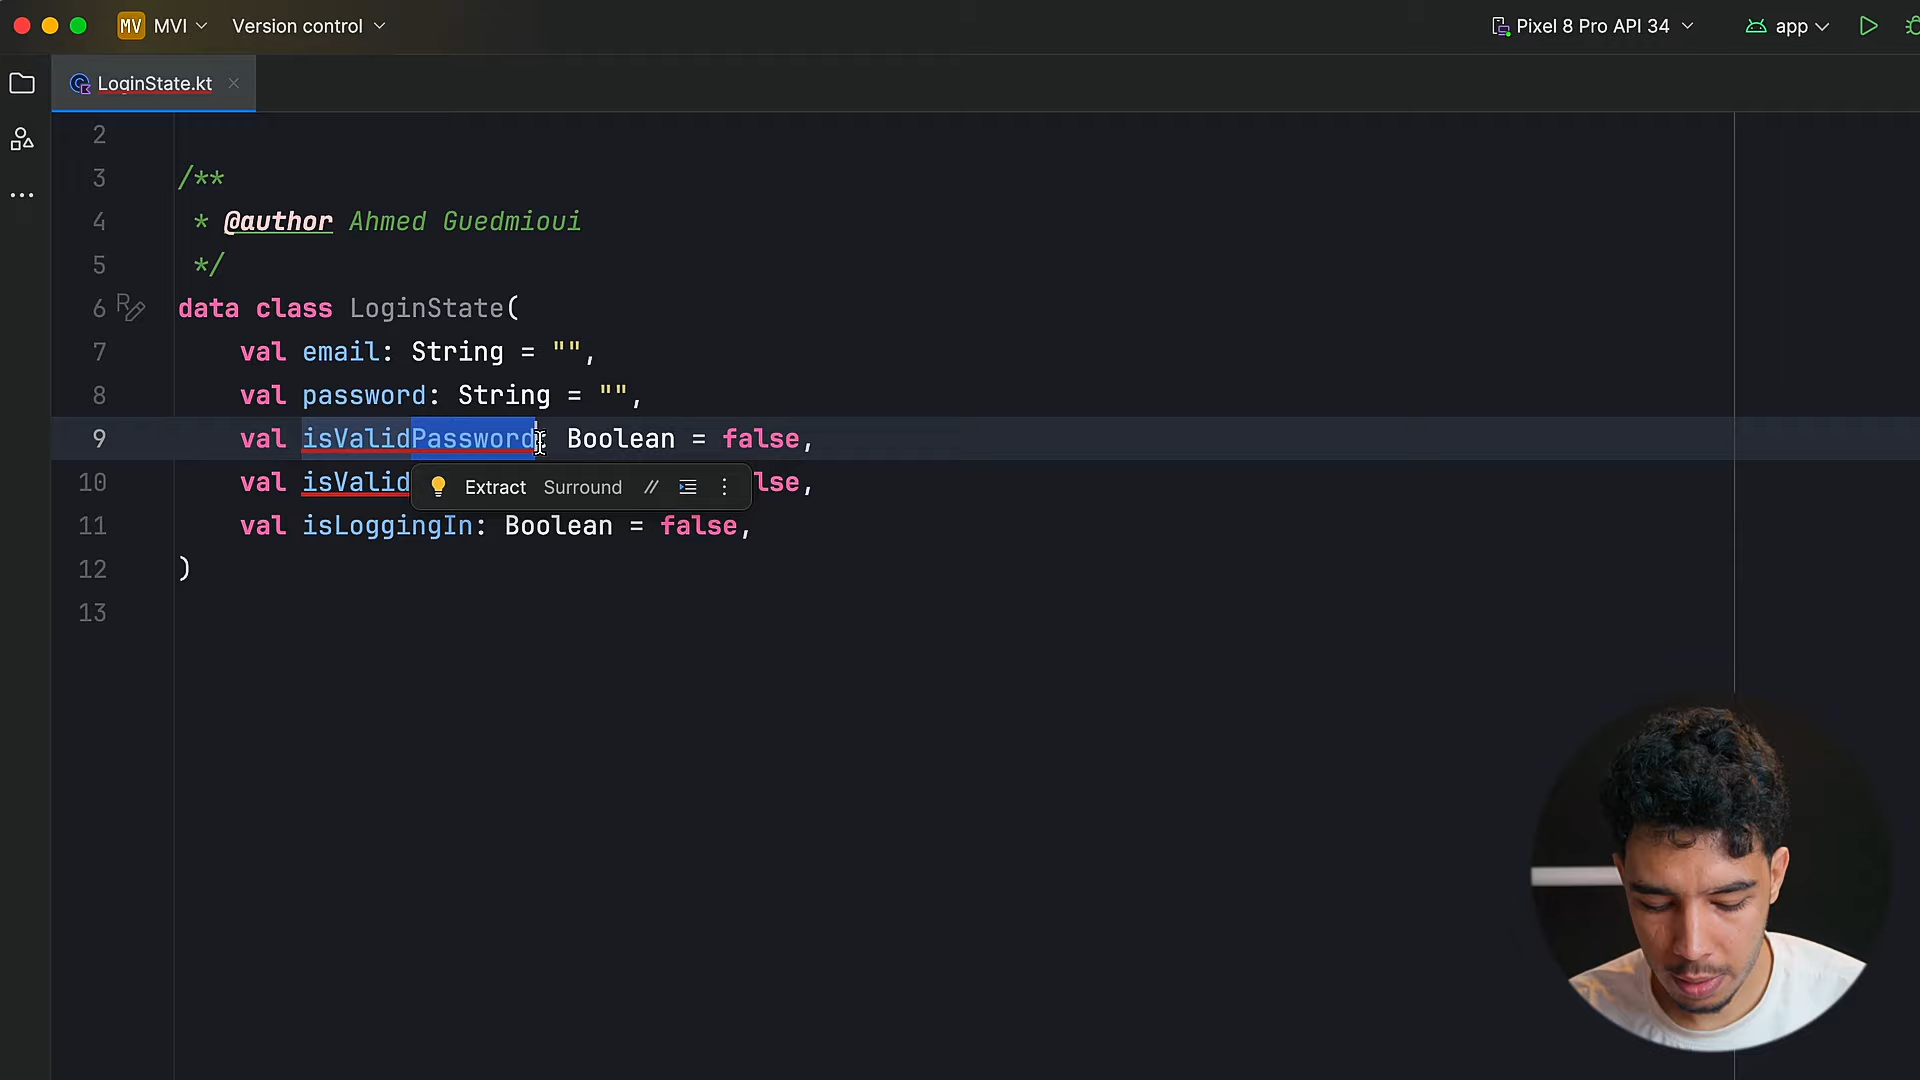 MV MVI Version control Pixel 8 Pro API 34 app
LoginState.kt
2
3 /**
4 * @author Ahmed Guedmioui
5 */
6 data class LoginState(
7 val email: String = "",
8 val password: String = "",
9 val isValidPassword: Boolean = false,
10 val isValid lse,
Extract Surround //
11 val isLoggingIn: Boolean = false,
12 )
13